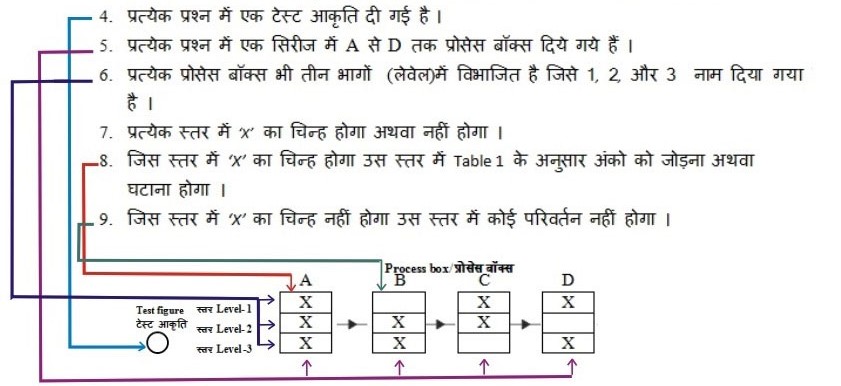 4. प्रत्येक प्रश्न में एक टेस्ट आकृति दी गई है ।
5. प्रत्येक प्रश्न में एक सिरीज में A से D तक प्रोसेस बॉक्स दिये गये हैं ।
6. प्रत्येक प्रोसेस बॉक्स भी तीन भागों (लेवेल)में विभाजित है जिसे 1, 2, और 3 नाम दिया गया
है ।
7. प्रत्येक स्तर में ‘x’ का चिन्ह होगा अथवा नहीं होगा ।
8. जिस स्तर में ‘x’ का चिन्ह होगा उस स्तर में Table 1 के अनुसार अंको को जोड़ना अथवा
घटाना होगा ।
9. जिस स्तर में ‘x’ का चिन्ह नहीं होगा उस स्तर में कोई परिवर्तन नहीं होगा ।
Process box/प्रोसेस बॉक्स
A B C D
Test figure स्तर Level-1 X X X
टेस्ट आकृति स्तर Level-2 X X X
स्तर Level-3 X X X